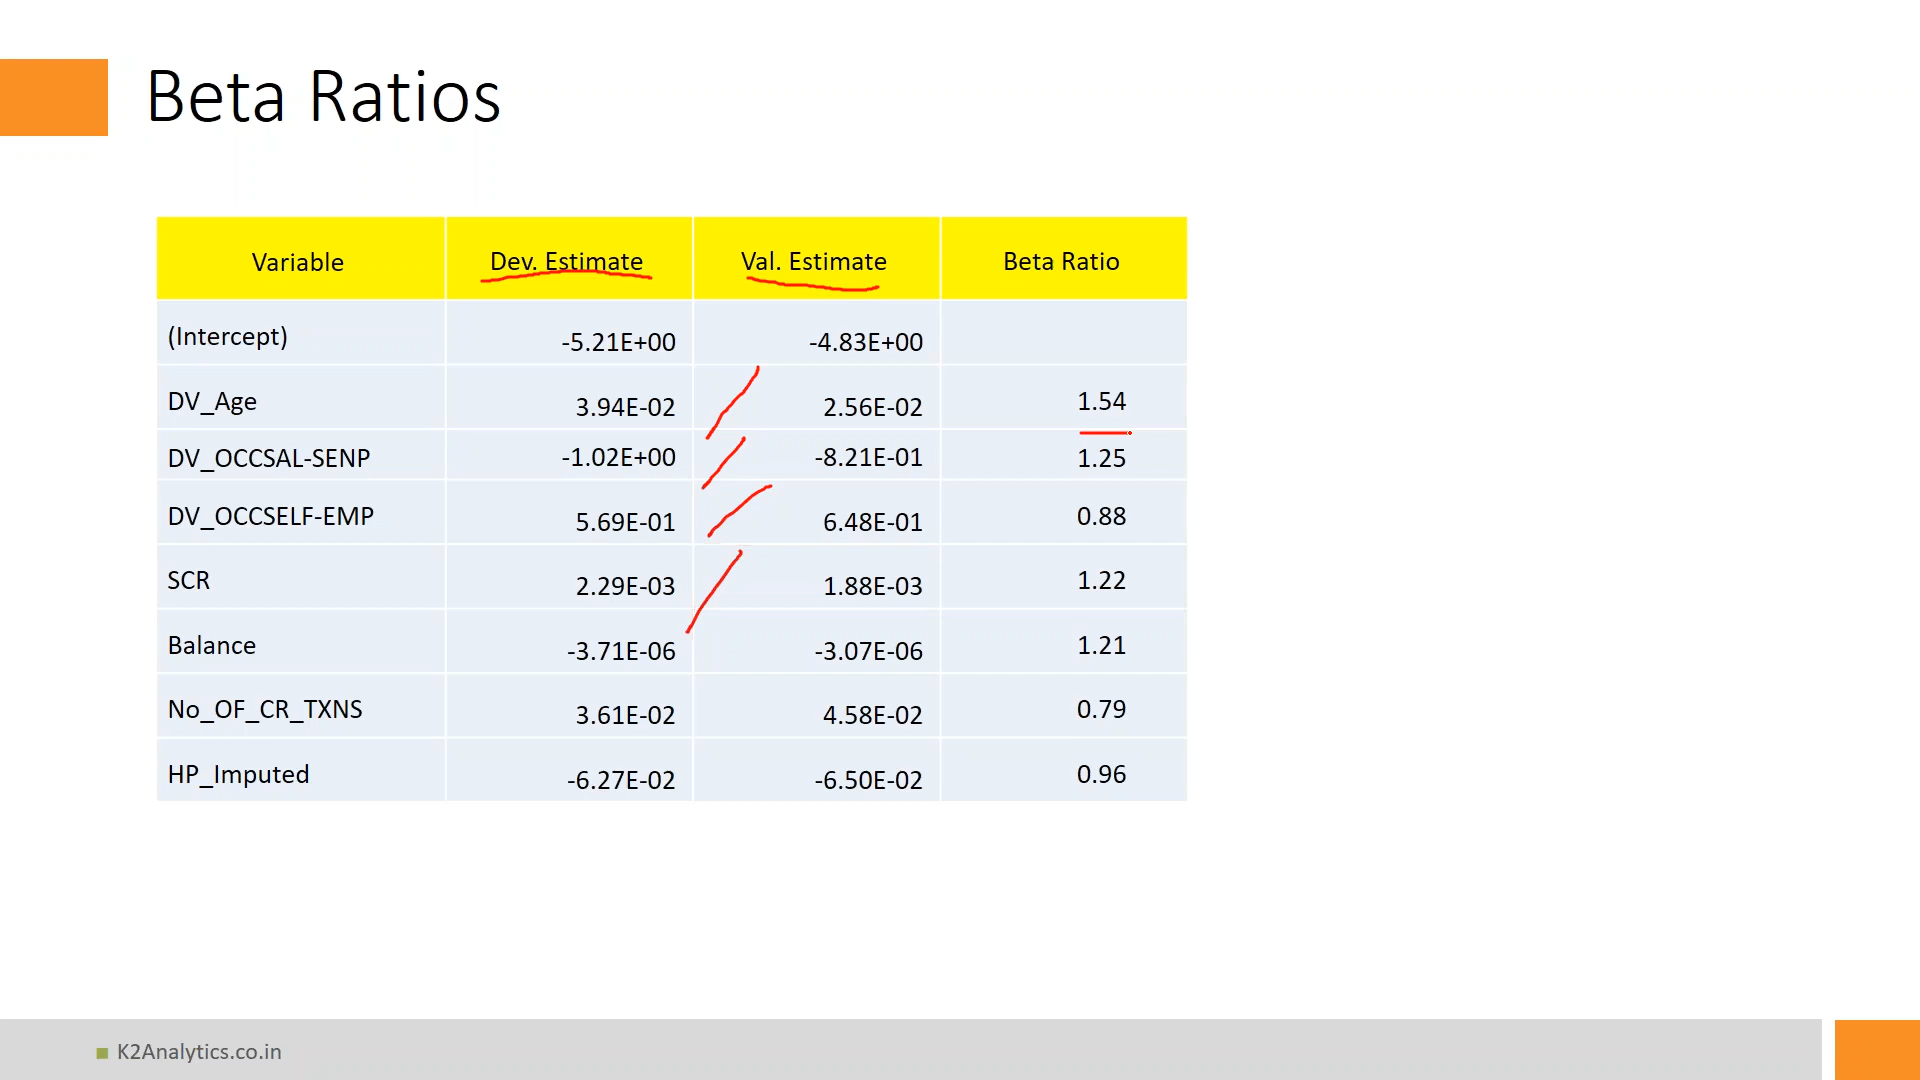 Beta Ratios
Variable Dev. Estimate Val. Estimate Beta Ratio
(Intercept) -5.21E+00 -4.83E+00
DV_Age 3.94E-02 2.56E-02 1.54
DV_OCCSAL-SENP -1.02E+00 -8.21E-01 1.25
DV_OCCSELF-EMP 5.69E-01 6.48E-01 0.88
SCR 2.29E-03 1.88E-03 1.22
Balance -3.71E-06 -3.07E-06 1.21
No_OF_CR_TXNS 3.61E-02 4.58E-02 0.79
HP_Imputed -6.27E-02 -6.50E-02 0.96
K2Analytics.co.in